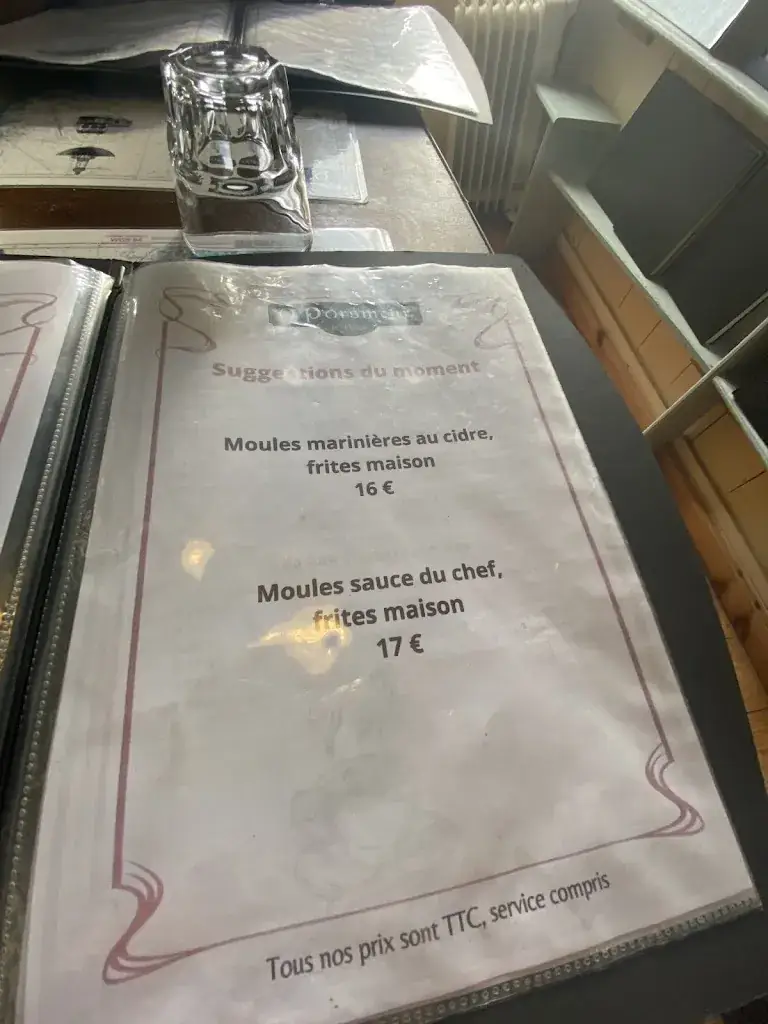 Suggestions du moment
Moules marinières au cidre,
frites maison
16 €
Moules sauce du chef,
frites maison
17 €
Tous nos prix sont TTC, service compris